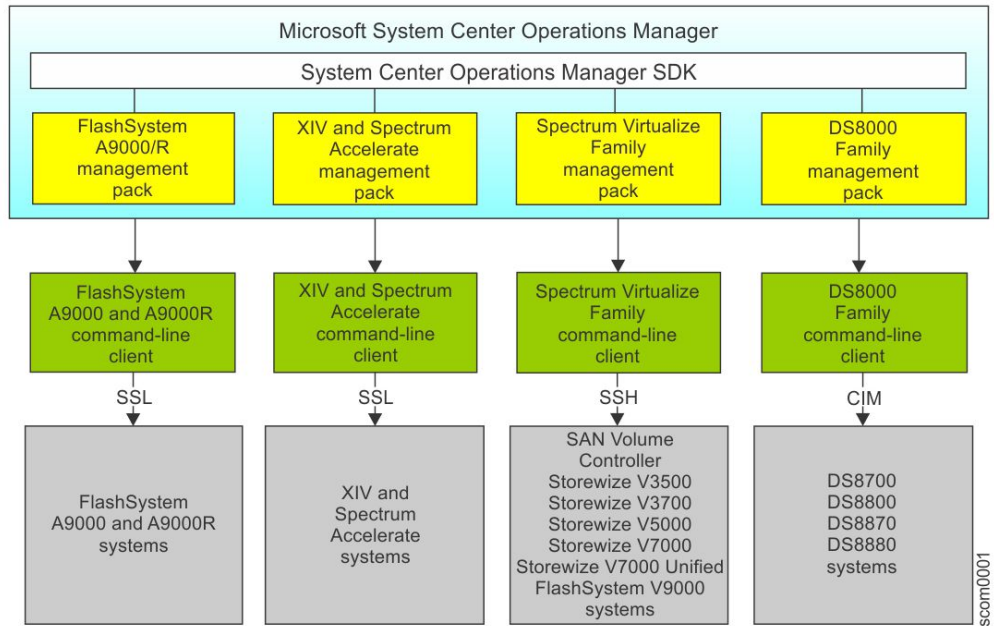 Microsoft System Center Operations Manager
System Center Operations Manager SDK
FlashSystem
A9000/R
management
pack
XIV and Spectrum
Accelerate
management
pack
Spectrum Virtualize
Family
management
pack
DS8000
Family
management
pack
FlashSystem
A9000 and A9000R
command-line
client
XIV and Spectrum
Accelerate
command-line
client
Spectrum Virtualize
Family
command-line
client
DS8000
Family
command-line
client
SSL
SSL
SSH
CIM
FlashSystem
A9000 and A9000R
systems
XIV and
Spectrum
Accelerate
systems
SAN Volume
Controller
Storewize V3500
Storewize V3700
Storewize V5000
Storewize V7000
Storewize V7000 Unified
FlashSystem V9000
systems
DS8700
DS8800
DS8870
DS8880
systems
scom0001